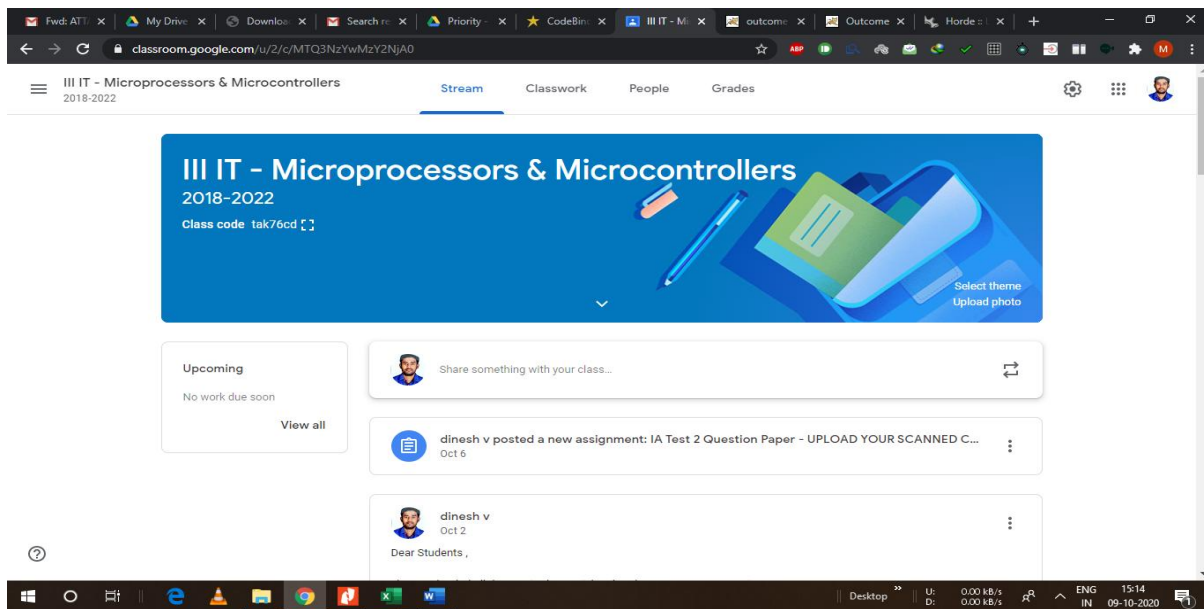 Fwd: ATT
My Drive
Downloa
Search re
Priority -
CodeBin
III IT - Mi
outcome
Outcome
Horde ::
classroom.google.com/u/2/c/MTQ3NzYwMzY2NjA0
ABP
M
III IT - Microprocessors & Microcontrollers
2018-2022
Stream
Classwork
People
Grades
III IT - Microprocessors & Microcontrollers
2018-2022
Class code tak76cd
Select theme
Upload photo
Upcoming
No work due soon
View all
Share something with your class...
dinesh v posted a new assignment: IA Test 2 Question Paper - UPLOAD YOUR SCANNED C...
Oct 6
dinesh v
Oct 2
Dear Students ,
Desktop
U: 0.00 kB/s
D: 0.00 kB/s
ENG
IN
15:14
09-10-2020